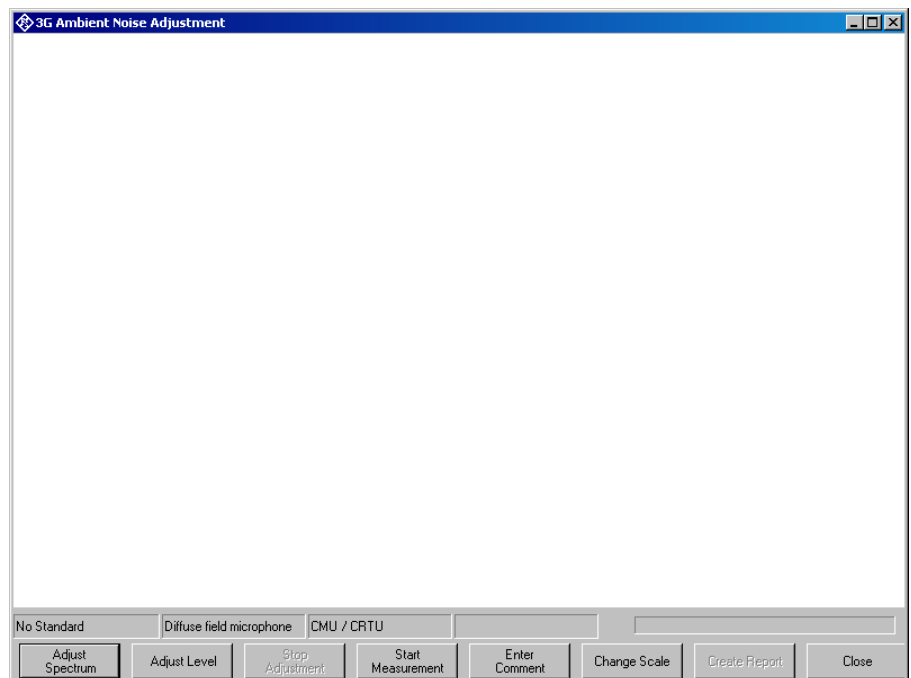 3G Ambient Noise Adjustment
No Standard
Diffuse field microphone
CMU / CRTU
Adjust
Spectrum
Adjust Level
Stop
Adjustment
Start
Measurement
Enter
Comment
Change Scale
Create Report
Close